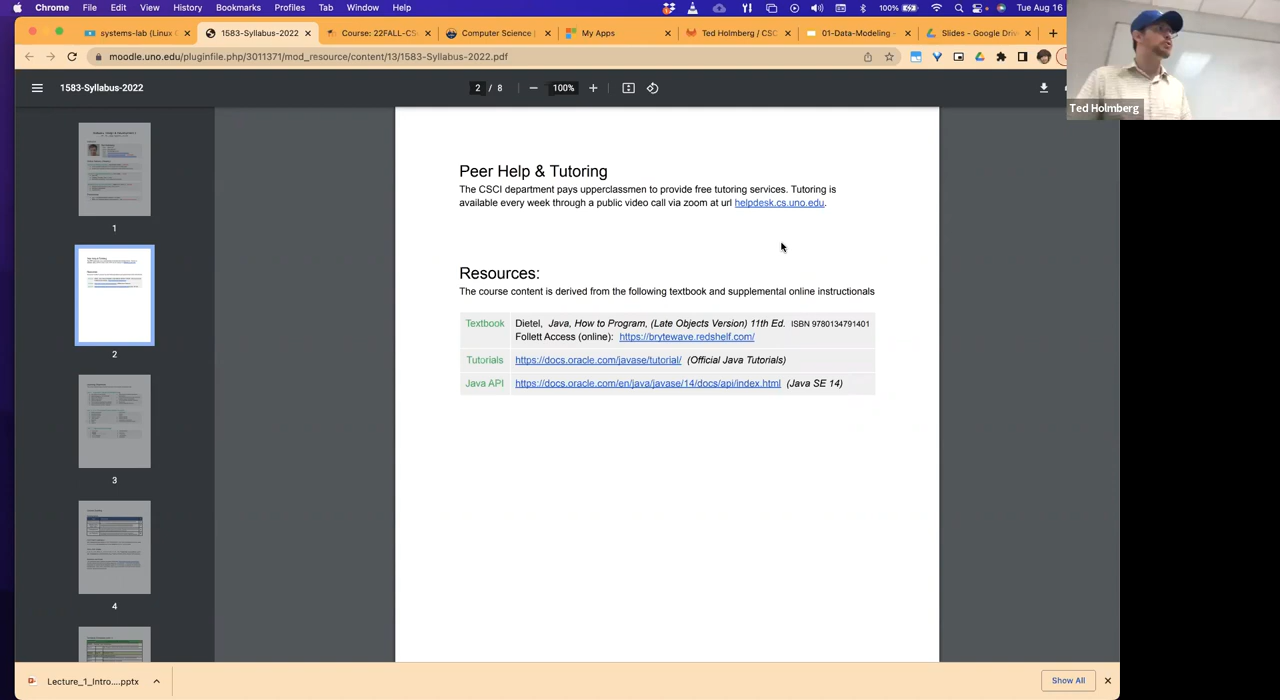 Chrome File Edit View History Bookmarks Profiles Tab Window Help 100% Tue Aug 16
systems-lab (Linux 1583-Syllabus-2022 Course: 22FALL-CS Computer Science | My Apps Ted Holmberg / CSC 01-Data-Modeling - Slides - Google Driv
moodle.uno.edu/pluginfile.php/3011371/mod_resource/content/13/1583-Syllabus-2022.pdf
1583-Syllabus-2022 2 / 8 100%
Ted Holmberg
1
2
3
4
Peer Help & Tutoring
The CSCI department pays upperclassmen to provide free tutoring services. Tutoring is
available every week through a public video call via zoom at url helpdesk.cs.uno.edu.
Resources:
The course content is derived from the following textbook and supplemental online instructionals
Textbook Dietel, Java, How to Program, (Late Objects Version) 11th Ed. ISBN 9780134791401
Follett Access (online): https://brytewave.redshelf.com/
Tutorials https://docs.oracle.com/javase/tutorial/ (Official Java Tutorials)
Java API https://docs.oracle.com/en/java/javase/14/docs/api/index.html (Java SE 14)
Lecture_1_Intro....pptx Show All